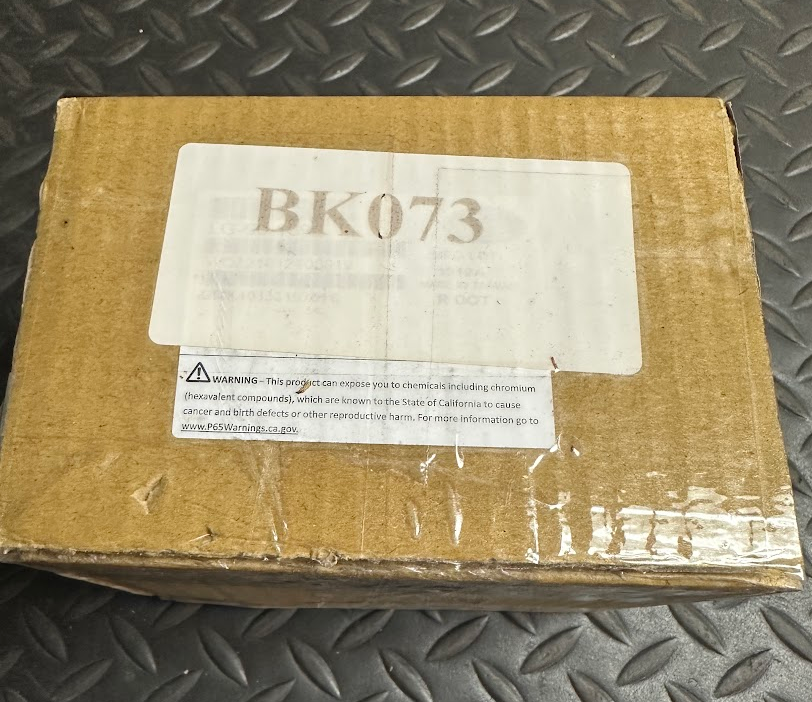 BK073
WARNING – This product can expose you to chemicals including chromium
(hexavalent compounds), which are known to the State of California to cause
cancer and birth defects or other reproductive harm. For more information go to
www.P65Warnings.ca.gov.